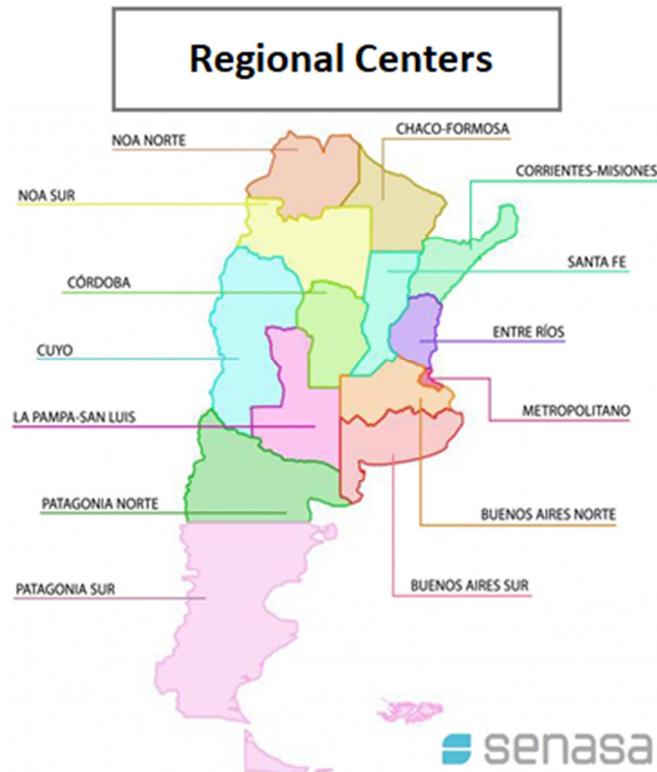 Regional Centers
NOA NORTE
CHACO-FORMOSA
CORRIENTES-MISIONES
NOA SUR
SANTA FE
CÓRDOBA
ENTRE RÍOS
CUYO
METROPOLITANO
LA PAMPA-SAN LUIS
PATAGONIA NORTE
BUENOS AIRES NORTE
BUENOS AIRES SUR
PATAGONIA SUR
senasa